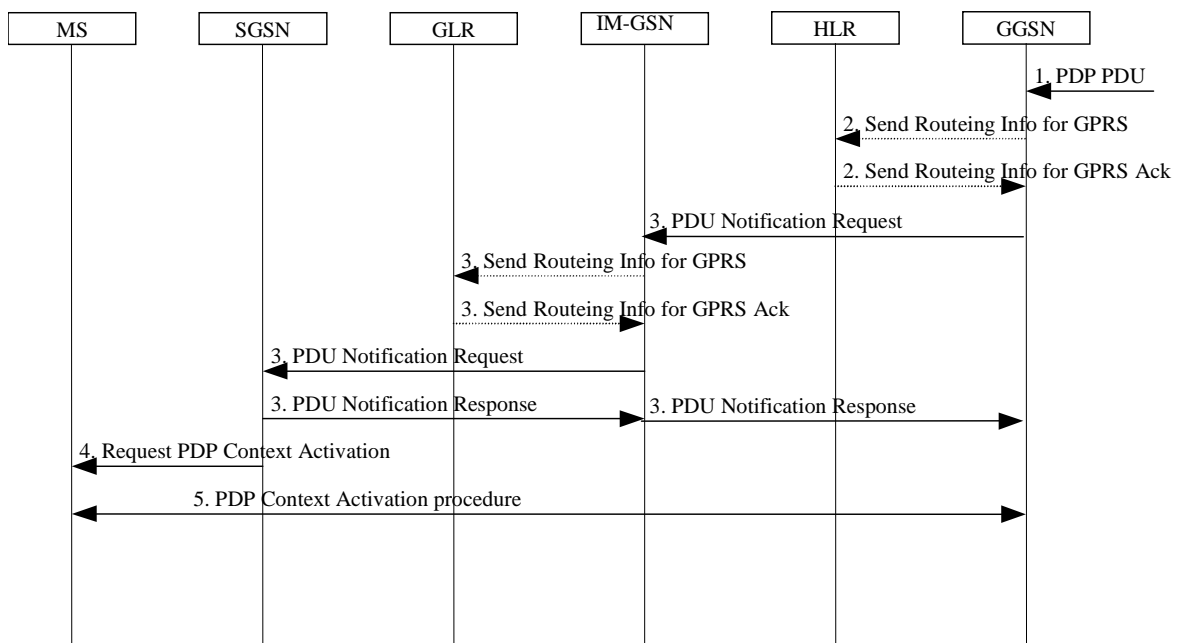 MS SGSN GLR IM-GSN HLR GGSN
1. PDP PDU
2. Send Routeing Info for GPRS
2. Send Routeing Info for GPRS Ack
3. PDU Notification Request
3. Send Routeing Info for GPRS
3. Send Routeing Info for GPRS Ack
3. PDU Notification Request
3. PDU Notification Response 3. PDU Notification Response
4. Request PDP Context Activation
5. PDP Context Activation procedure